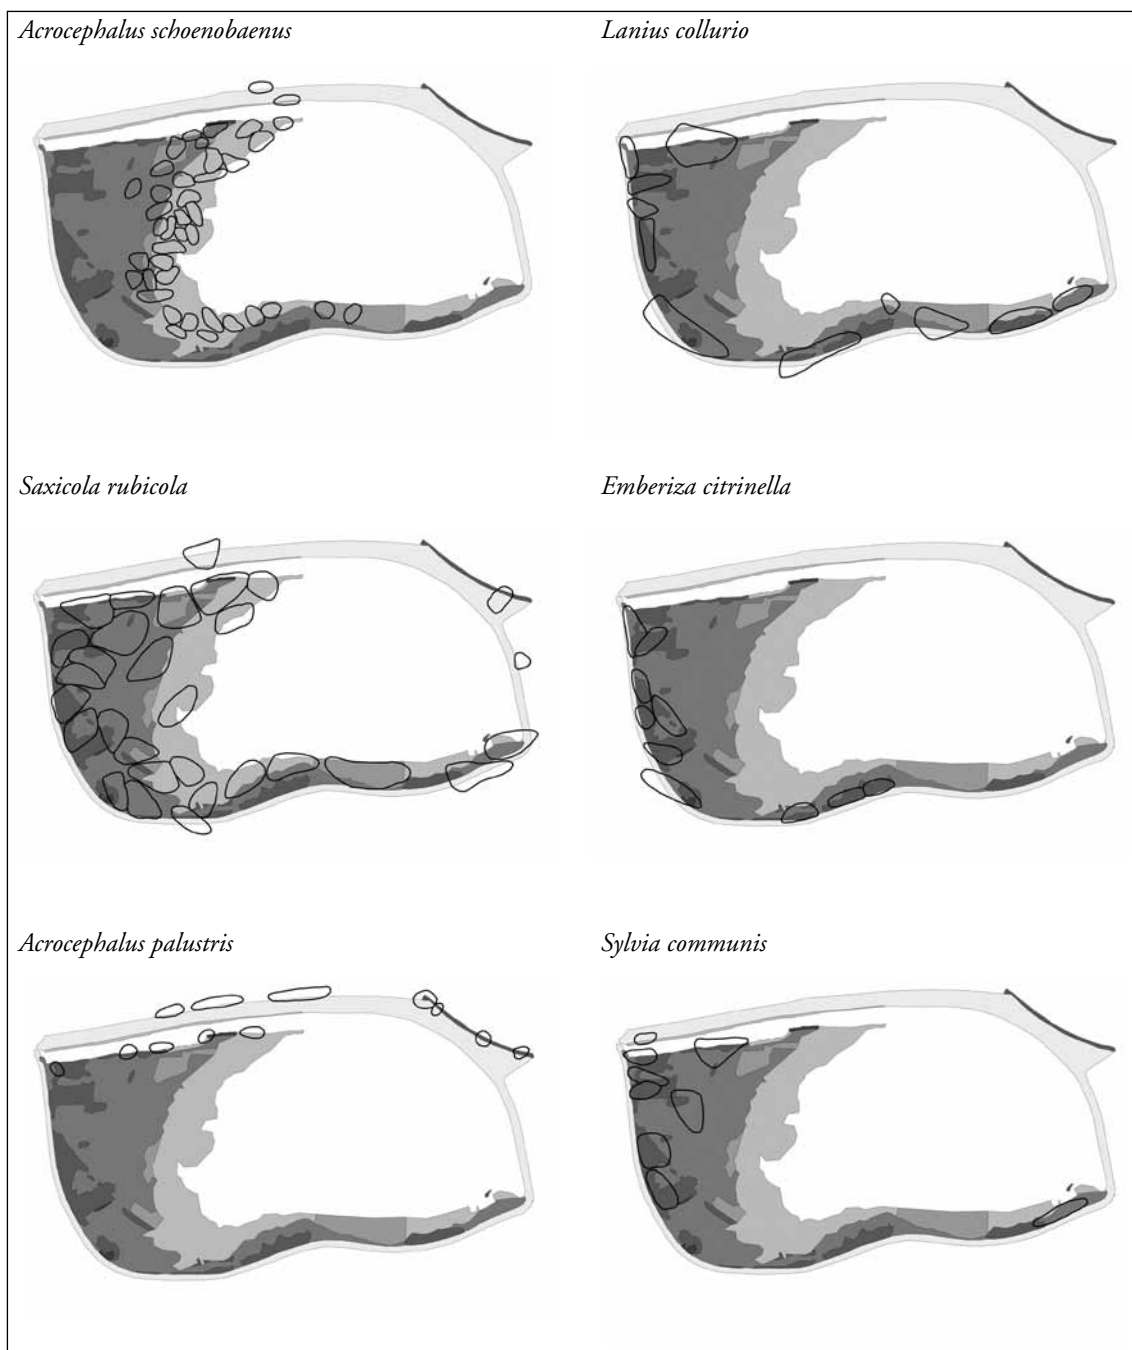 Acrocephalus schoenobaenus
Lanius collurio
Saxicola rubicola
Emberiza citrinella
Acrocephalus palustris
Sylvia communis